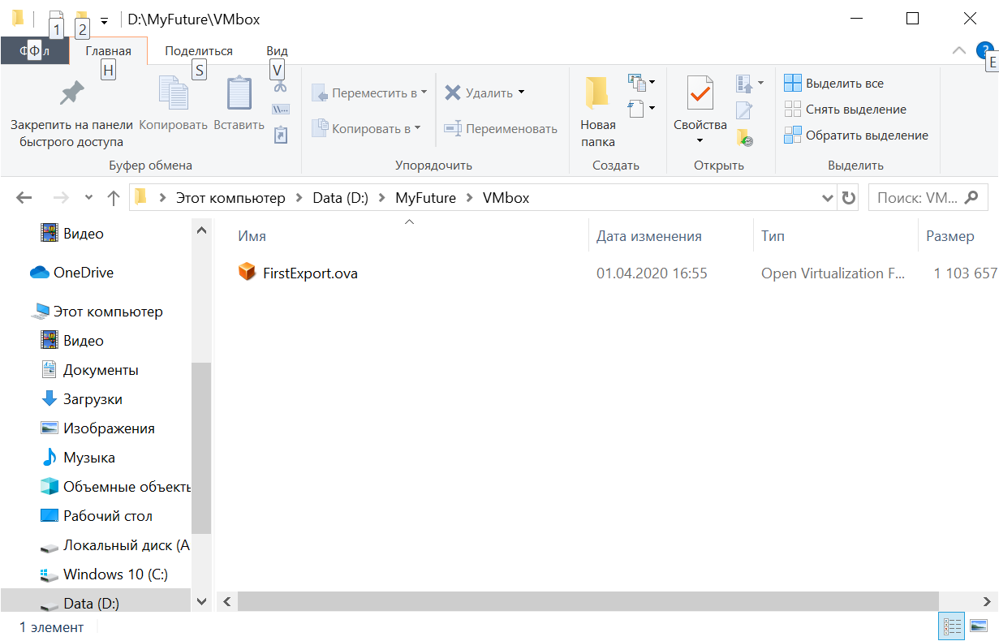 1 2 D:\MyFuture\VMbox
Ф Главная Поделиться Вид ?
H S V E
Закрепить на панели быстрого доступа
Копировать
Вставить
Буфер обмена
Переместить в
Копировать в
Удалить
Переименовать
Упорядочить
Новая папка
Создать
Свойства
Открыть
Выделить все
Снять выделение
Обратить выделение
Выделить
Этот компьютер Data (D:) MyFuture VMbox
Поиск: VM...
Видео
OneDrive
Этот компьютер
Видео
Документы
Загрузки
Изображения
Музыка
Объемные объекты
Рабочий стол
Локальный диск (A
Windows 10 (C:)
Data (D:)
Имя Дата изменения Тип Размер
FirstExport.ova 01.04.2020 16:55 Open Virtualization F... 1 103 657
1 элемент